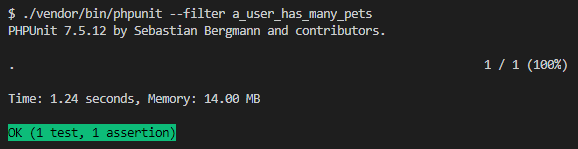 $ ./vendor/bin/phpunit --filter a_user_has_many_pets
PHPUnit 7.5.12 by Sebastian Bergmann and contributors.
. 1 / 1 (100%)
Time: 1.24 seconds, Memory: 14.00 MB
OK (1 test, 1 assertion)